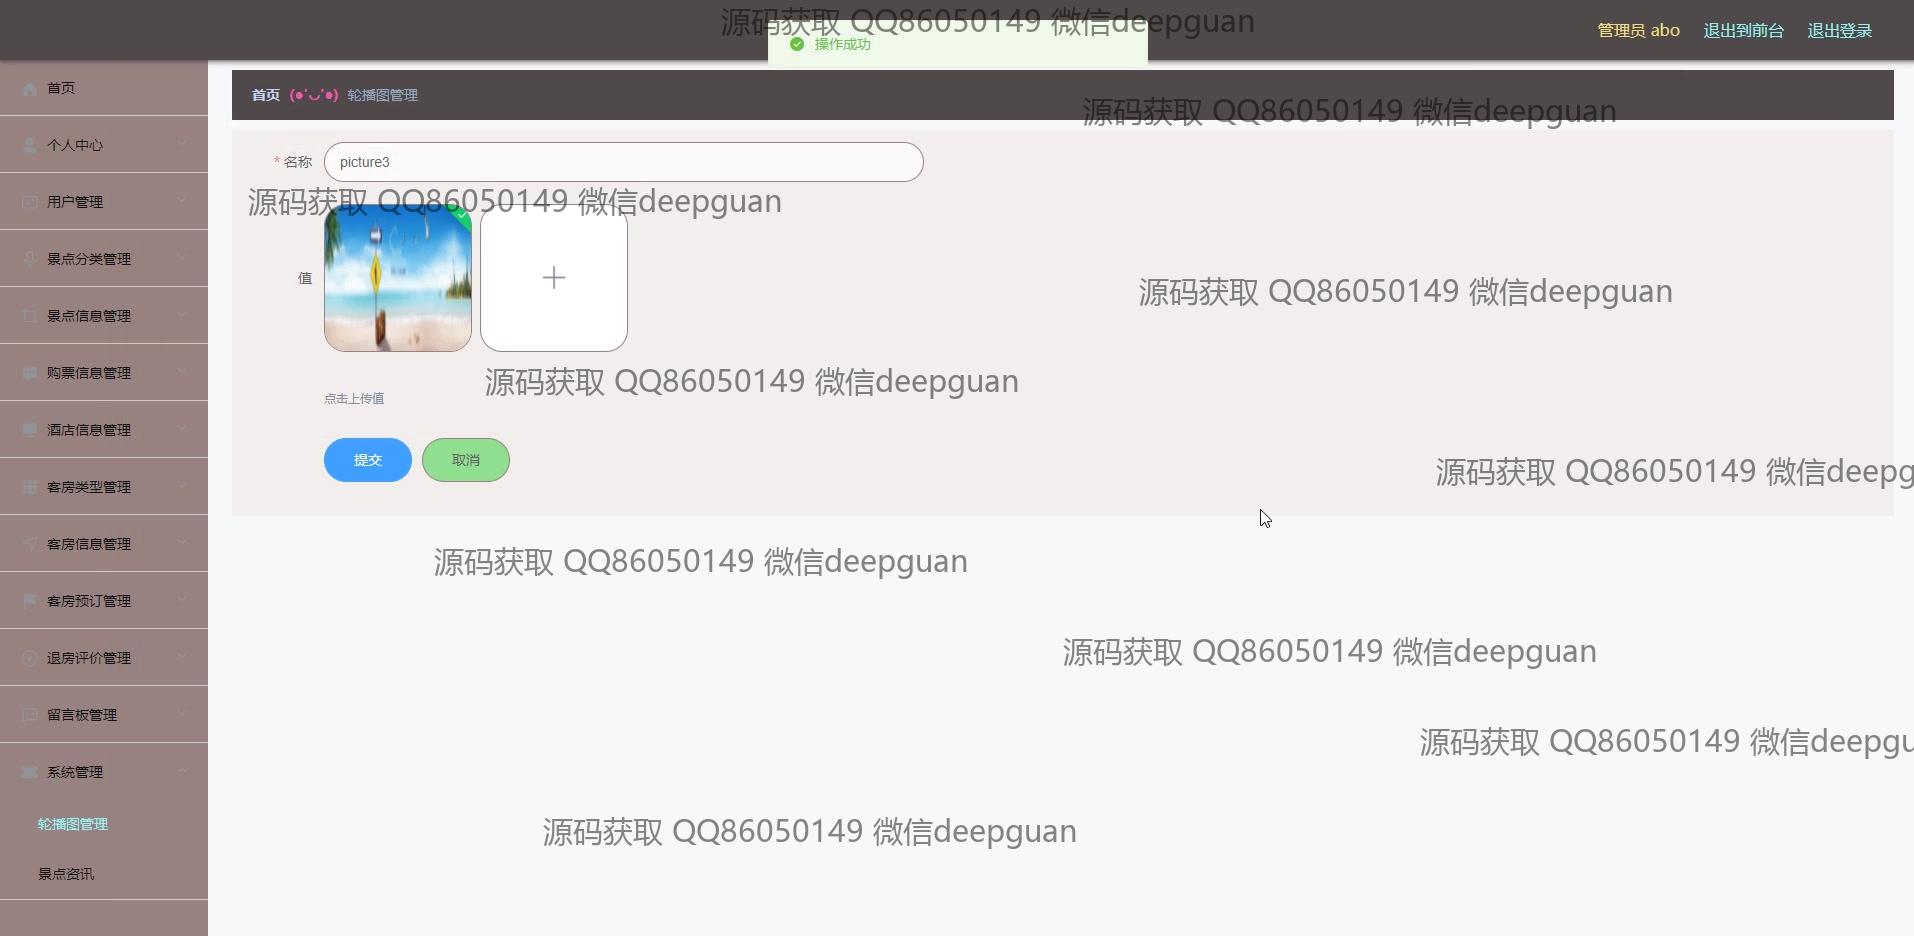 源码获取 QQ86050149 微信deepguan
操作成功
管理员 abo
退出到前台
退出登录
首页
个人中心
用户管理
景点分类管理
景点信息管理
购票信息管理
酒店信息管理
客房类型管理
客房信息管理
客房预订管理
退房评价管理
留言板管理
系统管理
轮播图管理
景点资讯
首页 (●'◡'●) 轮播图管理
源码获取 QQ86050149 微信deepguan
* 名称 picture3
源码获取 QQ86050149 微信deepguan
值
源码获取 QQ86050149 微信deepguan
源码获取 QQ86050149 微信deepguan
点击上传值
提交
取消
源码获取 QQ86050149 微信deepg
源码获取 QQ86050149 微信deepguan
源码获取 QQ86050149 微信deepguan
源码获取 QQ86050149 微信deepgu
源码获取 QQ86050149 微信deepguan